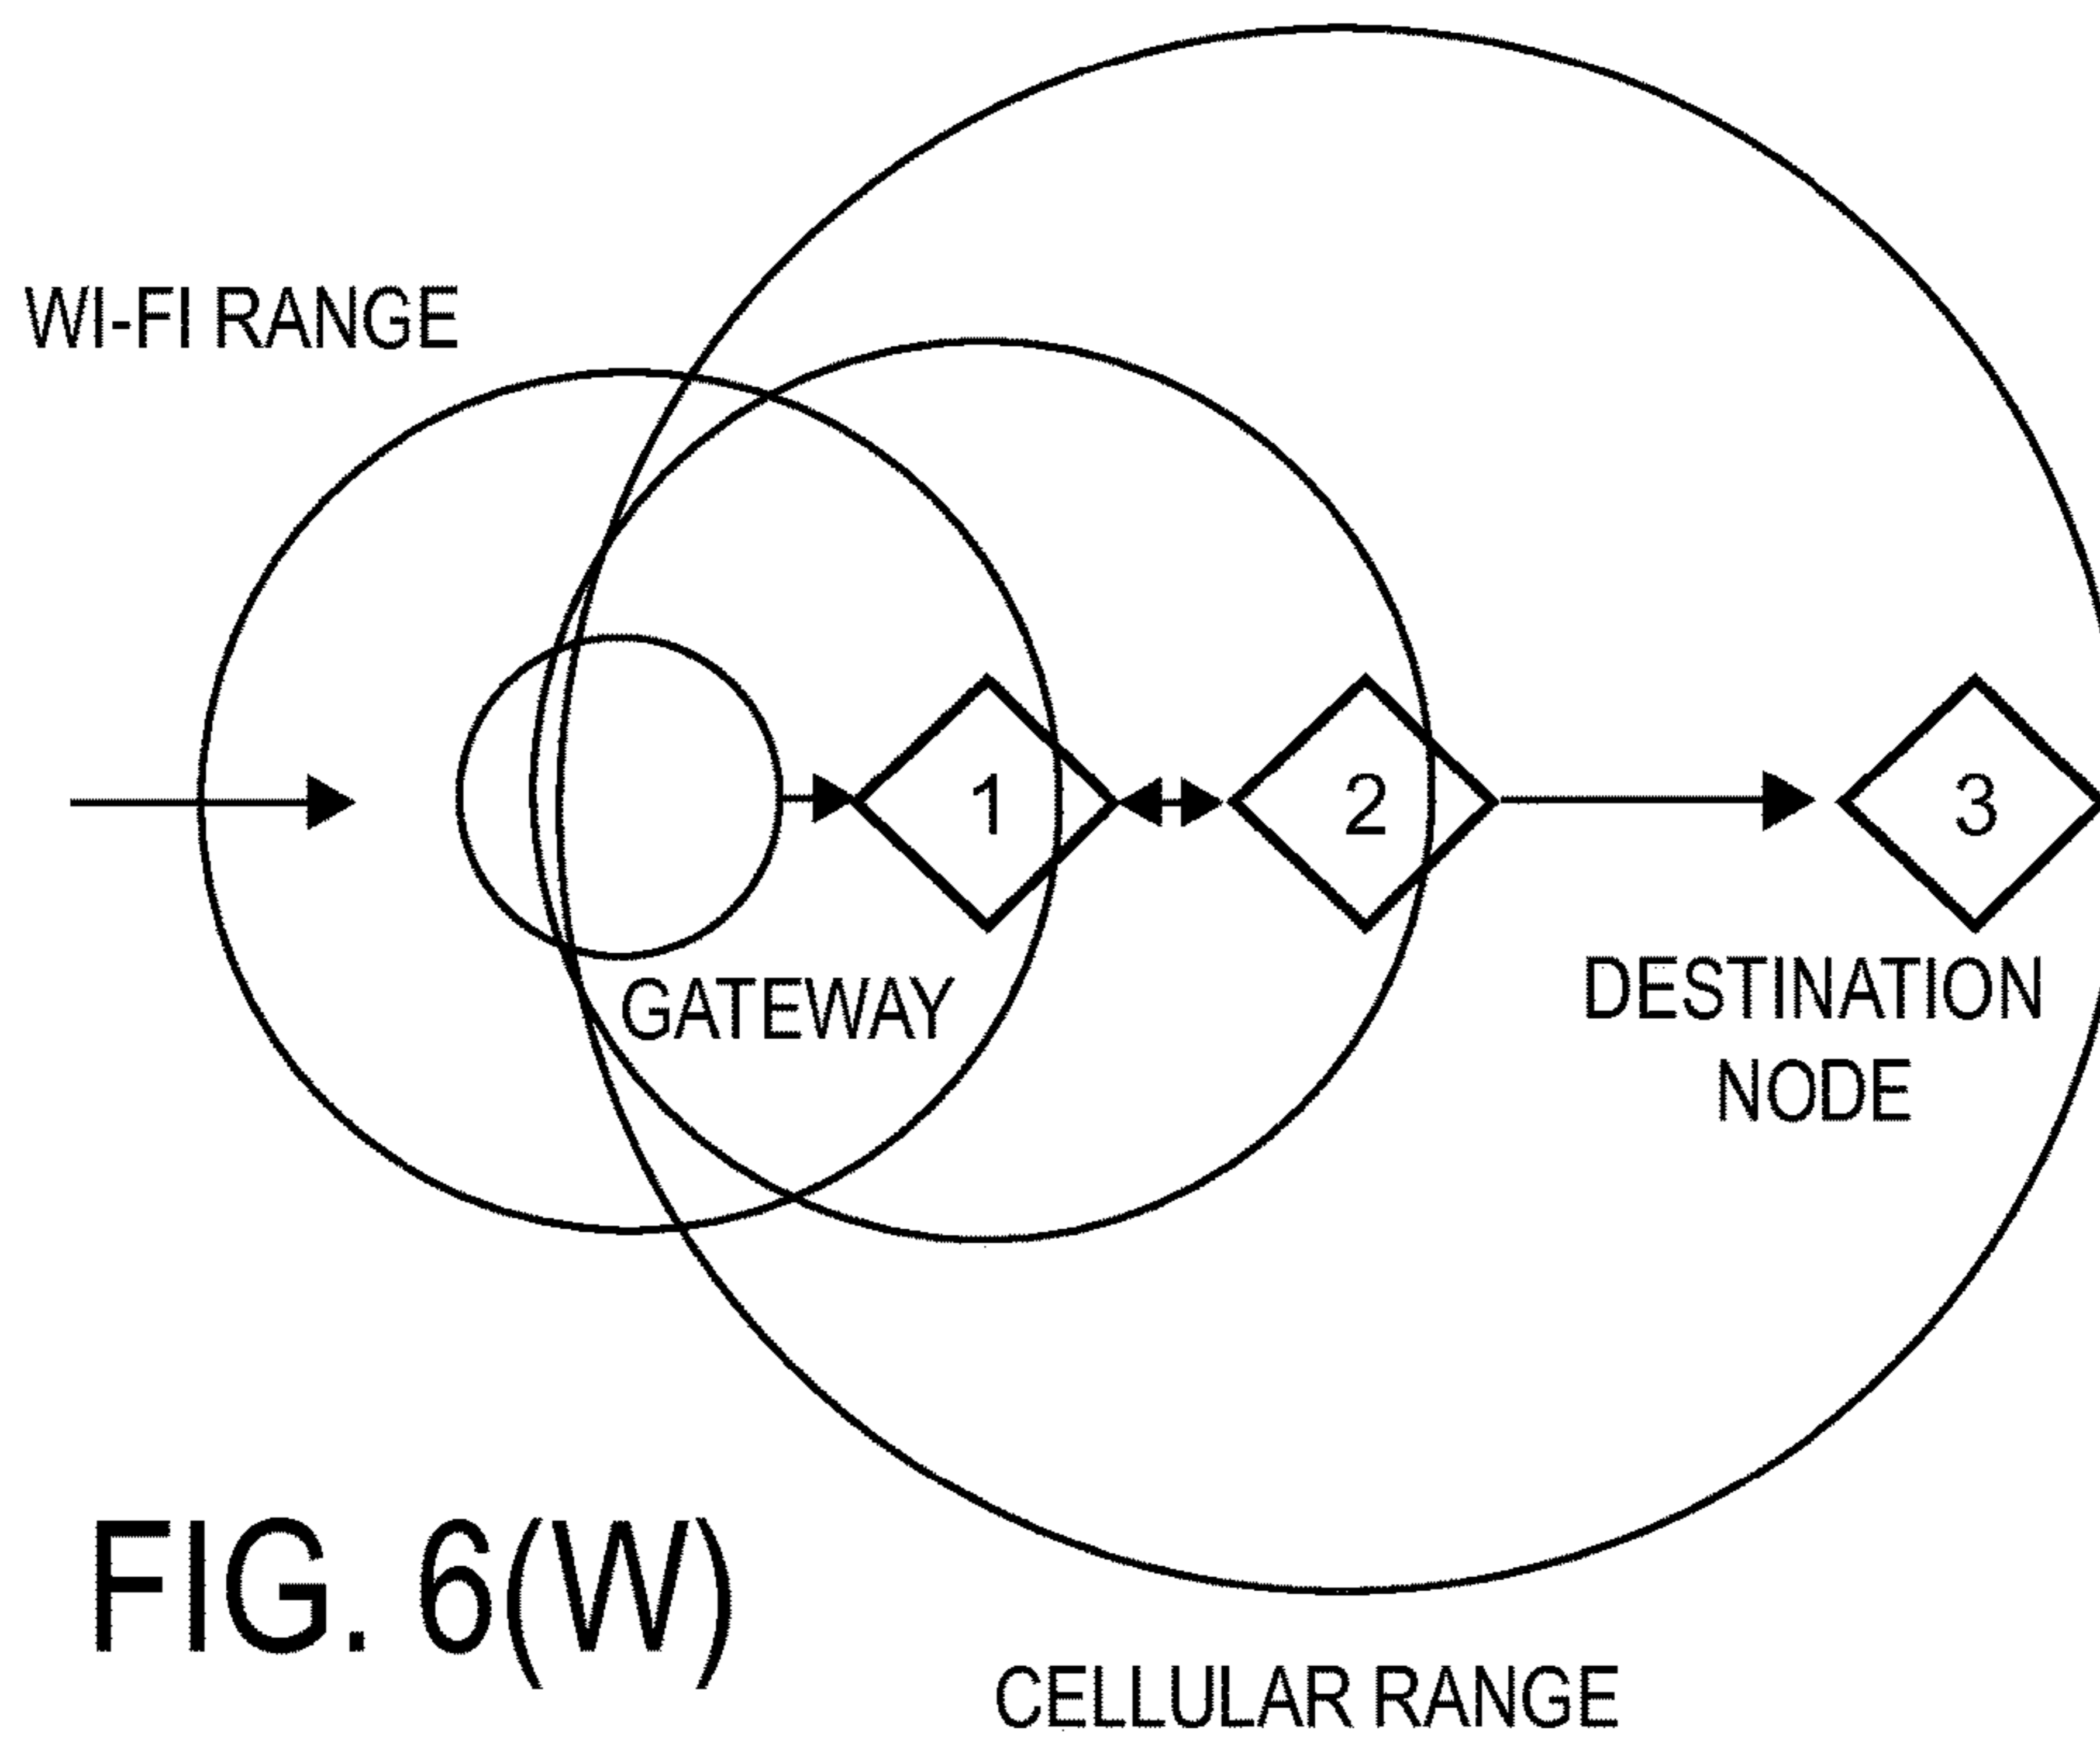 WI-FI RANGE
1
2
3
GATEWAY
DESTINATION
NODE
FIG. 6(W)
CELLULAR RANGE